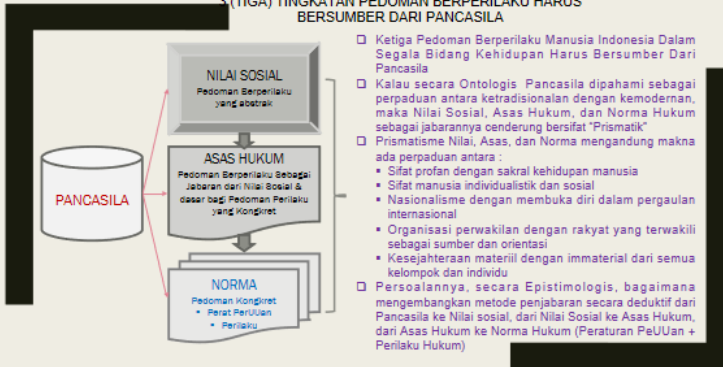 3 (TIGA) TINGKATAN PEDOMAN BERPERILAKU HARUS
BERSUMBER DARI PANCASILA
PANCASILA
NILAI SOSIAL
Pedoman Berperilaku
yang abstrak
ASAS HUKUM
Pedoman Berperilaku Sebagai
Jabaran dari Nilai Sosial &
dasar bagi Pedoman Perilaku
yang Kongkret
NORMA
Pedoman Kongkret
• Perat PerUUan
• Perilaku
❑ Ketiga Pedoman Berperilaku Manusia Indonesia Dalam
Segala Bidang Kehidupan Harus Bersumber Dari
Pancasila
❑ Kalau secara Ontologis Pancasila dipahami sebagai
perpaduan antara ketradisionalan dengan kemodernan,
maka Nilai Sosial, Asas Hukum, dan Norma Hukum
sebagai jabarannya cenderung bersifat “Prismatik”
❑ Prismatisme Nilai, Asas, dan Norma mengandung makna
ada perpaduan antara :
▪ Sifat profan dengan sakral kehidupan manusia
▪ Sifat manusia individualistik dan sosial
▪ Nasionalisme dengan membuka diri dalam pergaulan
internasional
▪ Organisasi perwakilan dengan rakyat yang terwakili
sebagai sumber dan orientasi
▪ Kesejahteraan materiil dengan immaterial dari semua
kelompok dan individu
❑ Persoalannya, secara Epistimologis, bagaimana
mengembangkan metode penjabaran secara deduktif dari
Pancasila ke Nilai sosial, dari Nilai Sosial ke Asas Hukum,
dari Asas Hukum ke Norma Hukum (Peraturan PeUUan +
Perilaku Hukum)